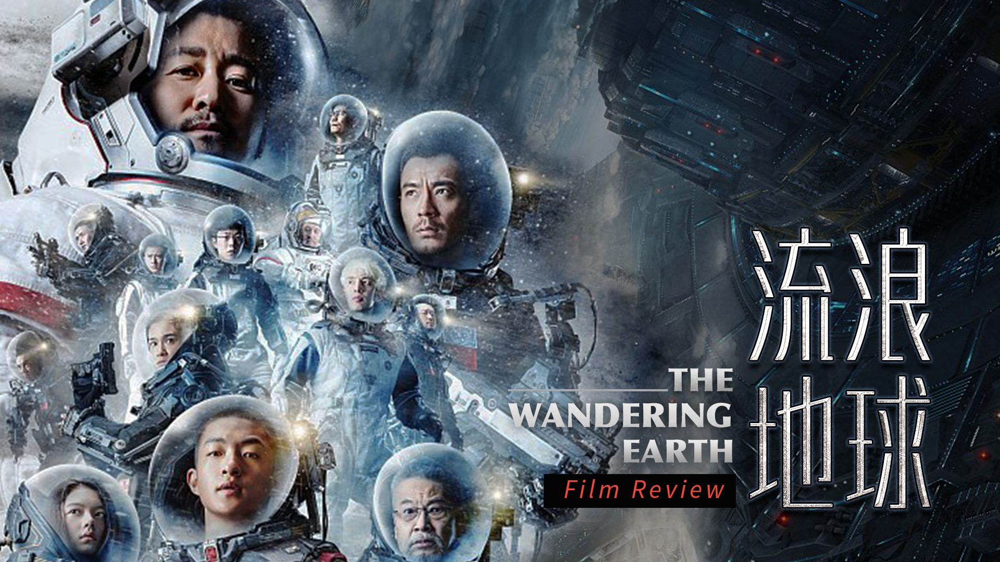 流浪
地球
THE
WANDERING
EARTH
Film Review